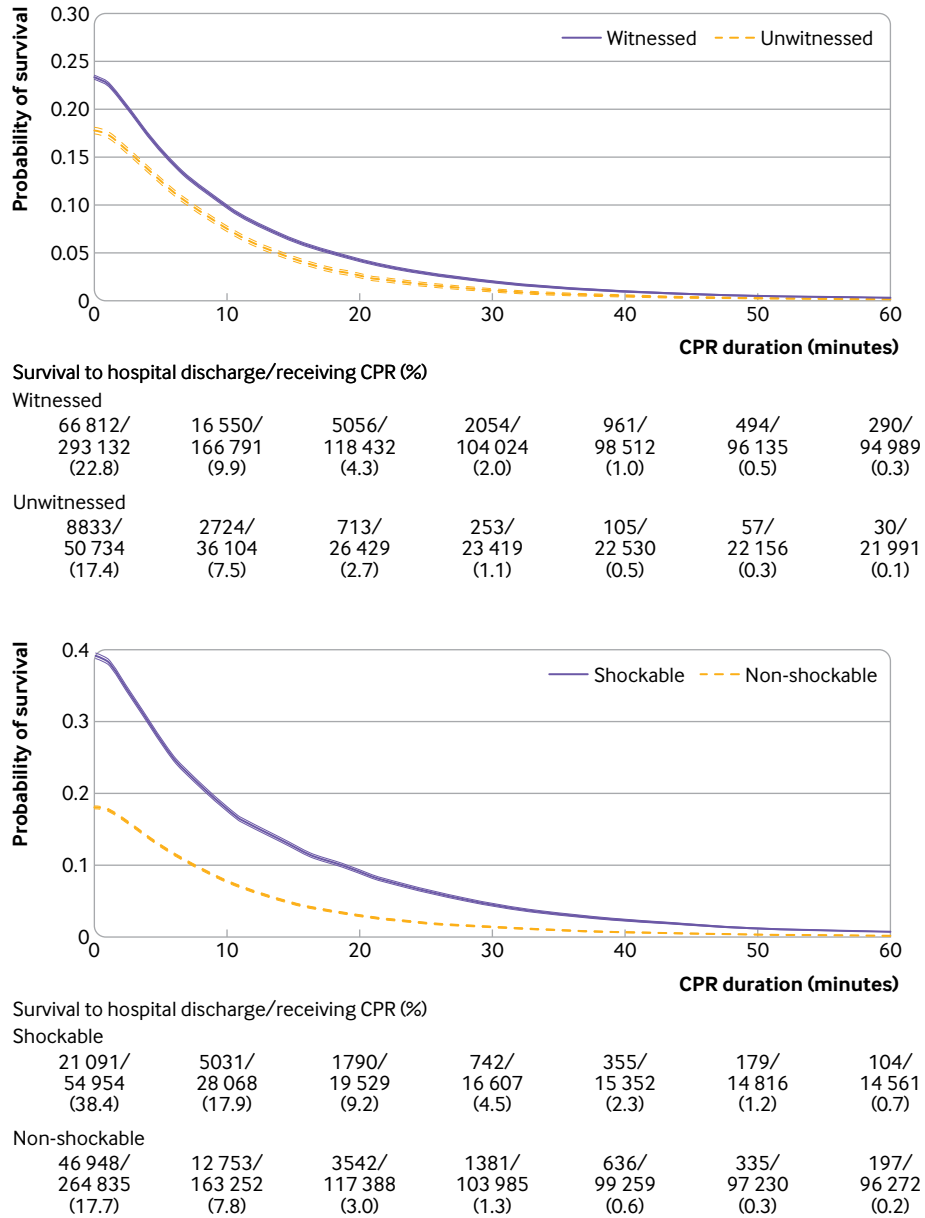 0.30
Witnessed Unwitnessed
0.25
0.20
0.15
0.10
0.05
0
Probability of survival
0 10 20 30 40 50 60
CPR duration (minutes)
Survival to hospital discharge/receiving CPR (%)
Witnessed
66 812/ 16 550/ 5056/ 2054/ 961/ 494/ 290/
293 132 166 791 118 432 104 024 98 512 96 135 94 989
(22.8) (9.9) (4.3) (2.0) (1.0) (0.5) (0.3)
Unwitnessed
8833/ 2724/ 713/ 253/ 105/ 57/ 30/
50 734 36 104 26 429 23 419 22 530 22 156 21 991
(17.4) (7.5) (2.7) (1.1) (0.5) (0.3) (0.1)
0.4
Shockable Non-shockable
0.3
0.2
0.1
0
Probability of survival
0 10 20 30 40 50 60
CPR duration (minutes)
Survival to hospital discharge/receiving CPR (%)
Shockable
21 091/ 5031/ 1790/ 742/ 355/ 179/ 104/
54 954 28 068 19 529 16 607 15 352 14 816 14 561
(38.4) (17.9) (9.2) (4.5) (2.3) (1.2) (0.7)
Non-shockable
46 948/ 12 753/ 3542/ 1381/ 636/ 335/ 197/
264 835 163 252 117 388 103 985 99 259 97 230 96 272
(17.7) (7.8) (3.0) (1.3) (0.6) (0.3) (0.2)